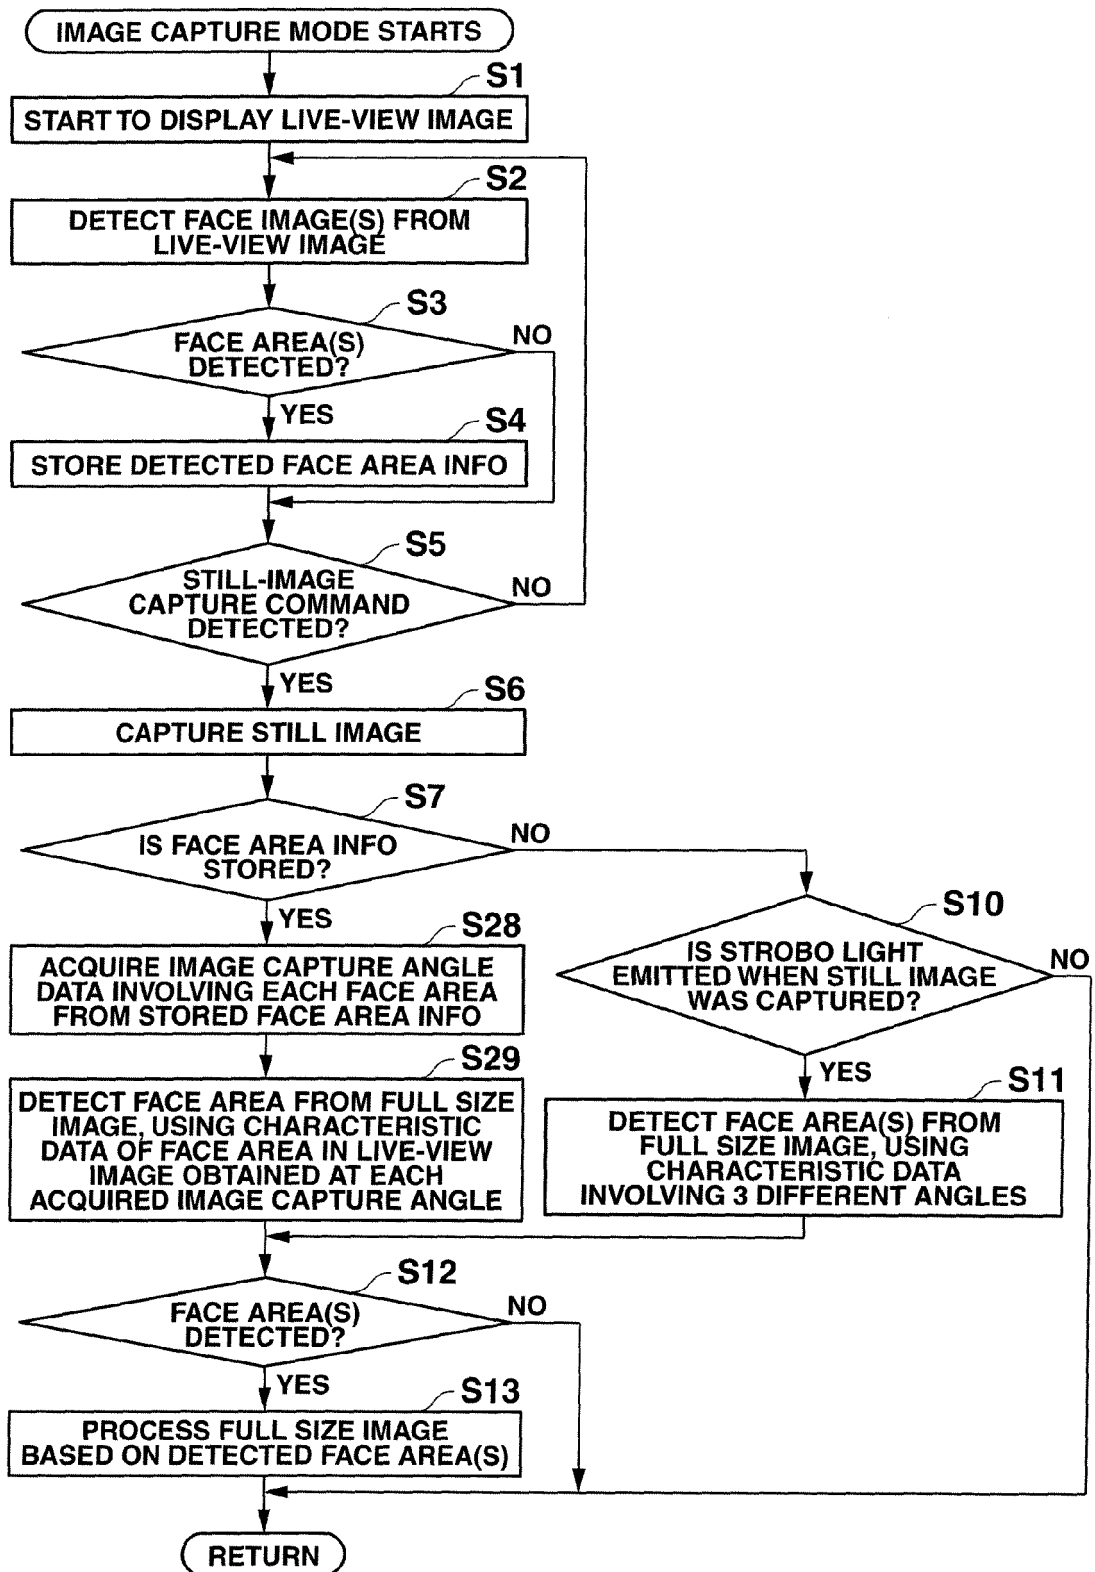 IMAGE CAPTURE MODE STARTS
S1
START TO DISPLAY LIVE-VIEW IMAGE
S2
DETECT FACE IMAGE(S) FROM
LIVE-VIEW IMAGE
S3
FACE AREA(S)
DETECTED?
NO
YES
S4
STORE DETECTED FACE AREA INFO
S5
STILL-IMAGE
CAPTURE COMMAND
DETECTED?
NO
YES
S6
CAPTURE STILL IMAGE
S7
IS FACE AREA INFO
STORED?
NO
YES
S28
ACQUIRE IMAGE CAPTURE ANGLE
DATA INVOLVING EACH FACE AREA
FROM STORED FACE AREA INFO
S29
DETECT FACE AREA FROM FULL SIZE
IMAGE, USING CHARACTERISTIC
DATA OF FACE AREA IN LIVE-VIEW
IMAGE OBTAINED AT EACH
ACQUIRED IMAGE CAPTURE ANGLE
S10
IS STROBO LIGHT
EMITTED WHEN STILL IMAGE
WAS CAPTURED?
NO
YES
S11
DETECT FACE AREA(S) FROM
FULL SIZE IMAGE, USING
CHARACTERISTIC DATA
INVOLVING 3 DIFFERENT ANGLES
S12
FACE AREA(S)
DETECTED?
NO
YES
S13
PROCESS FULL SIZE IMAGE
BASED ON DETECTED FACE AREA(S)
RETURN